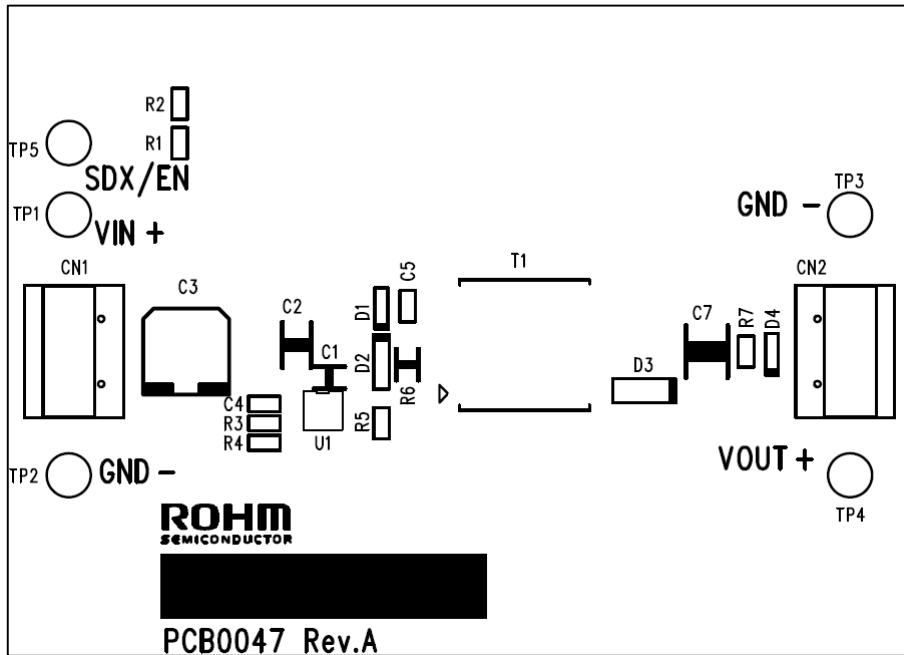 R2
R1
TP5
SDX/EN
TP1
VIN +
TP3
GND -
CN1
C3
C2
C1
D1
C5
D2
R6
T1
C7
R7
D4
CN2
D3
C4
R3
R4
U1
R5
TP2
GND -
VOUT +
TP4
ROHM
SEMICONDUCTOR
PCB0047 Rev.A